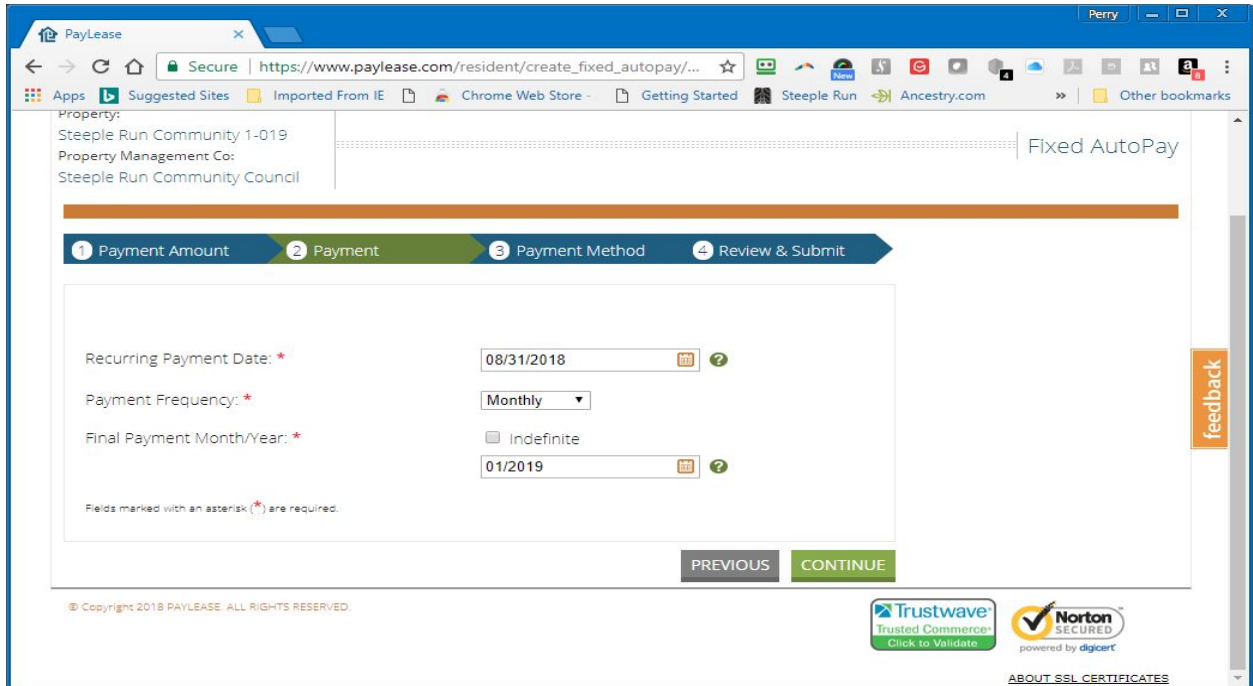 Perry
PayLease
Secure | https://www.paylease.com/resident/create_fixed_autopay/...
New
4
8
Apps Suggested Sites Imported From IE Chrome Web Store - Getting Started Steeple Run Ancestry.com » Other bookmarks
Property:
Steeple Run Community 1-019
Property Management Co:
Steeple Run Community Council
Fixed AutoPay
1 Payment Amount 2 Payment 3 Payment Method 4 Review & Submit
Recurring Payment Date: * 08/31/2018
Payment Frequency: * Monthly
Final Payment Month/Year: * Indefinite
01/2019
Fields marked with an asterisk (*) are required.
PREVIOUS CONTINUE
feedback
© Copyright 2018 PAYLEASE. ALL RIGHTS RESERVED.
Trustwave
Trusted Commerce
Click to Validate
Norton
SECURED
powered by digicert
ABOUT SSL CERTIFICATES